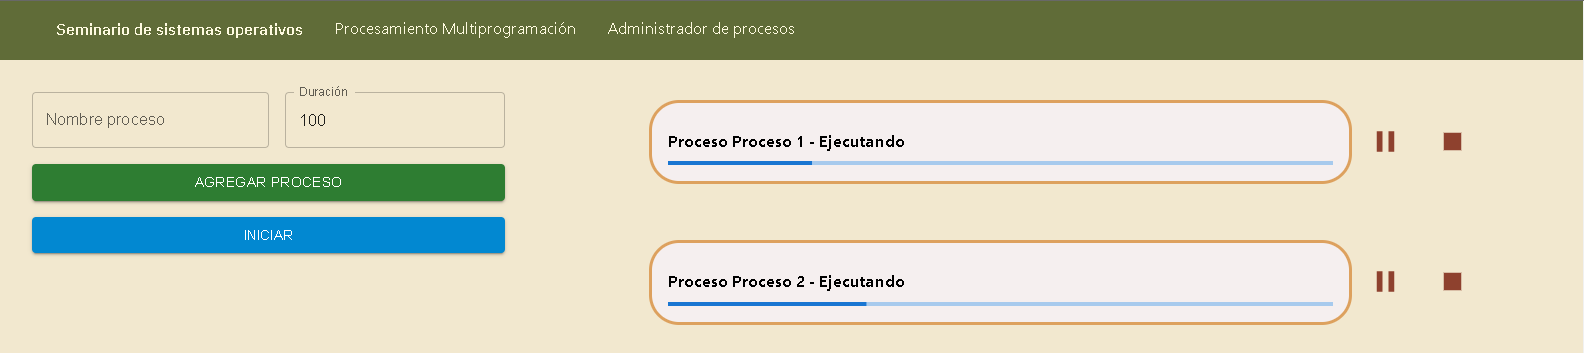 Seminario de sistemas operativos
Procesamiento Multiprogramación
Administrador de procesos
Nombre proceso
Duración
100
AGREGAR PROCESO
INICIAR
Proceso Proceso 1 - Ejecutando
Proceso Proceso 2 - Ejecutando